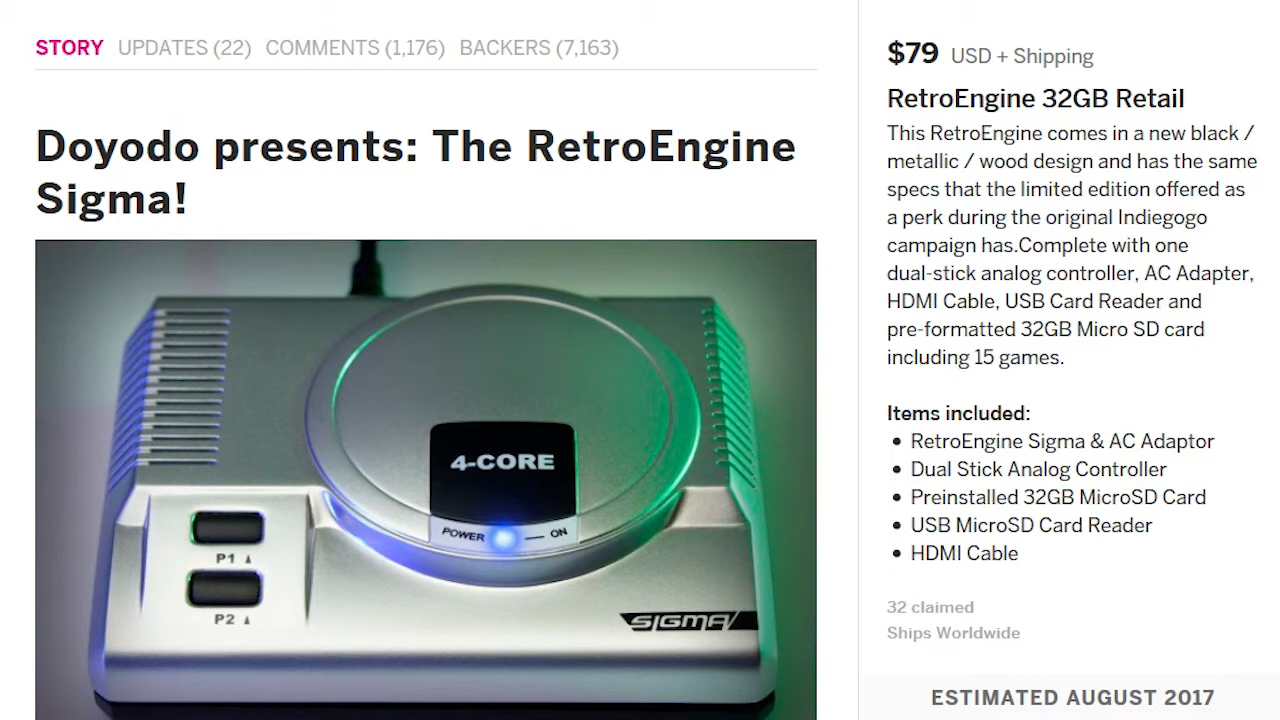 STORY UPDATES (22) COMMENTS (1,176) BACKERS (7,163)
Doyodo presents: The RetroEngine
Sigma!
4-CORE
POWER — ON
P1
P2
SIGMA
$79 USD + Shipping
RetroEngine 32GB Retail
This RetroEngine comes in a new black /
metallic / wood design and has the same
specs that the limited edition offered as
a perk during the original Indiegogo
campaign has.Complete with one
dual-stick analog controller, AC Adapter,
HDMI Cable, USB Card Reader and
pre-formatted 32GB Micro SD card
including 15 games.
Items included:
• RetroEngine Sigma & AC Adaptor
• Dual Stick Analog Controller
• Preinstalled 32GB MicroSD Card
• USB MicroSD Card Reader
• HDMI Cable
32 claimed
Ships Worldwide
ESTIMATED AUGUST 2017